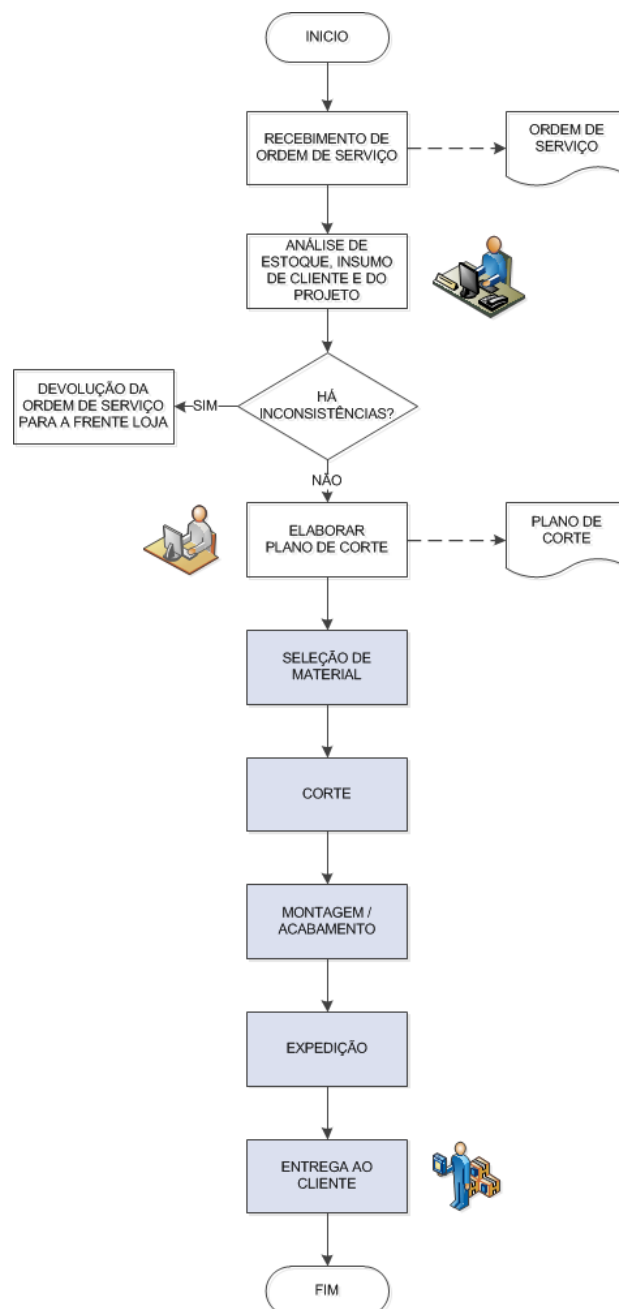 INICIO
RECEBIMENTO DE
ORDEM DE SERVIÇO
ORDEM DE
SERVIÇO
ANÁLISE DE
ESTOQUE, INSUMO
DE CLIENTE E DO
PROJETO
HÁ
INCONSISTÊNCIAS?
SIM
DEVOLUÇÃO DA
ORDEM DE SERVIÇO
PARA A FRENTE LOJA
NÃO
ELABORAR
PLANO DE CORTE
PLANO DE
CORTE
SELEÇÃO DE
MATERIAL
CORTE
MONTAGEM /
ACABAMENTO
EXPEDIÇÃO
ENTREGA AO
CLIENTE
FIM